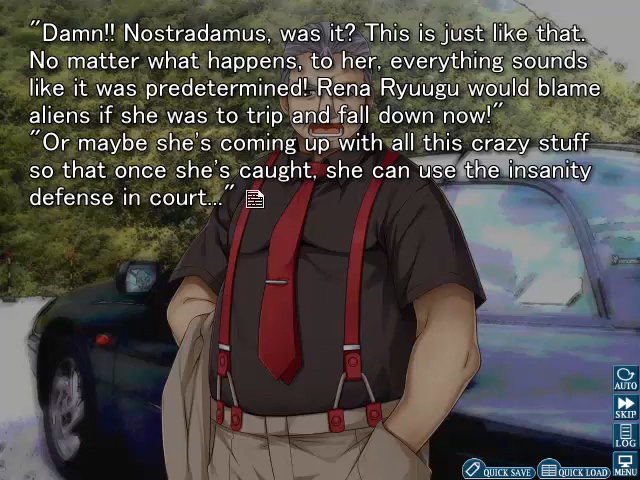 "Damn!! Nostradamus, was it? This is just like that.
No matter what happens, to her, everything sounds
like it was predetermined! Rena Ryuugu would blame
aliens if she was to trip and fall down now!"
"Or maybe she's coming up with all this crazy stuff
so that once she's caught, she can use the insanity
defense in court..."
AUTO
SKIP
LOG
MENU
QUICK SAVE
QUICK LOAD